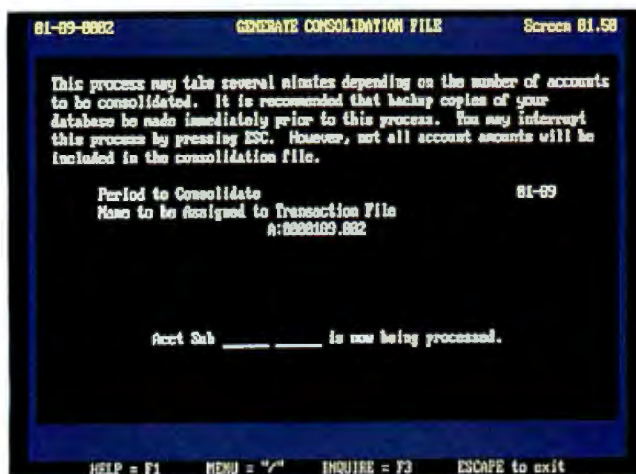 01-09-0002 GENERATE CONSOLIDATION FILE Screen 01.50
This process may take several minutes depending on the number of accounts
to be consolidated. It is recommended that backup copies of your
database be made immediately prior to this process. You may interrupt
this process by pressing ESC. However, not all account amounts will be
included in the consolidation file.
Period to Consolidate 01-09
Name to be Assigned to Transaction File
A:0000109.002
Acct Sub _____ _____ is now being processed.
HELP = F1 MENU = "/" INQUIRE = F3 ESCAPE to exit